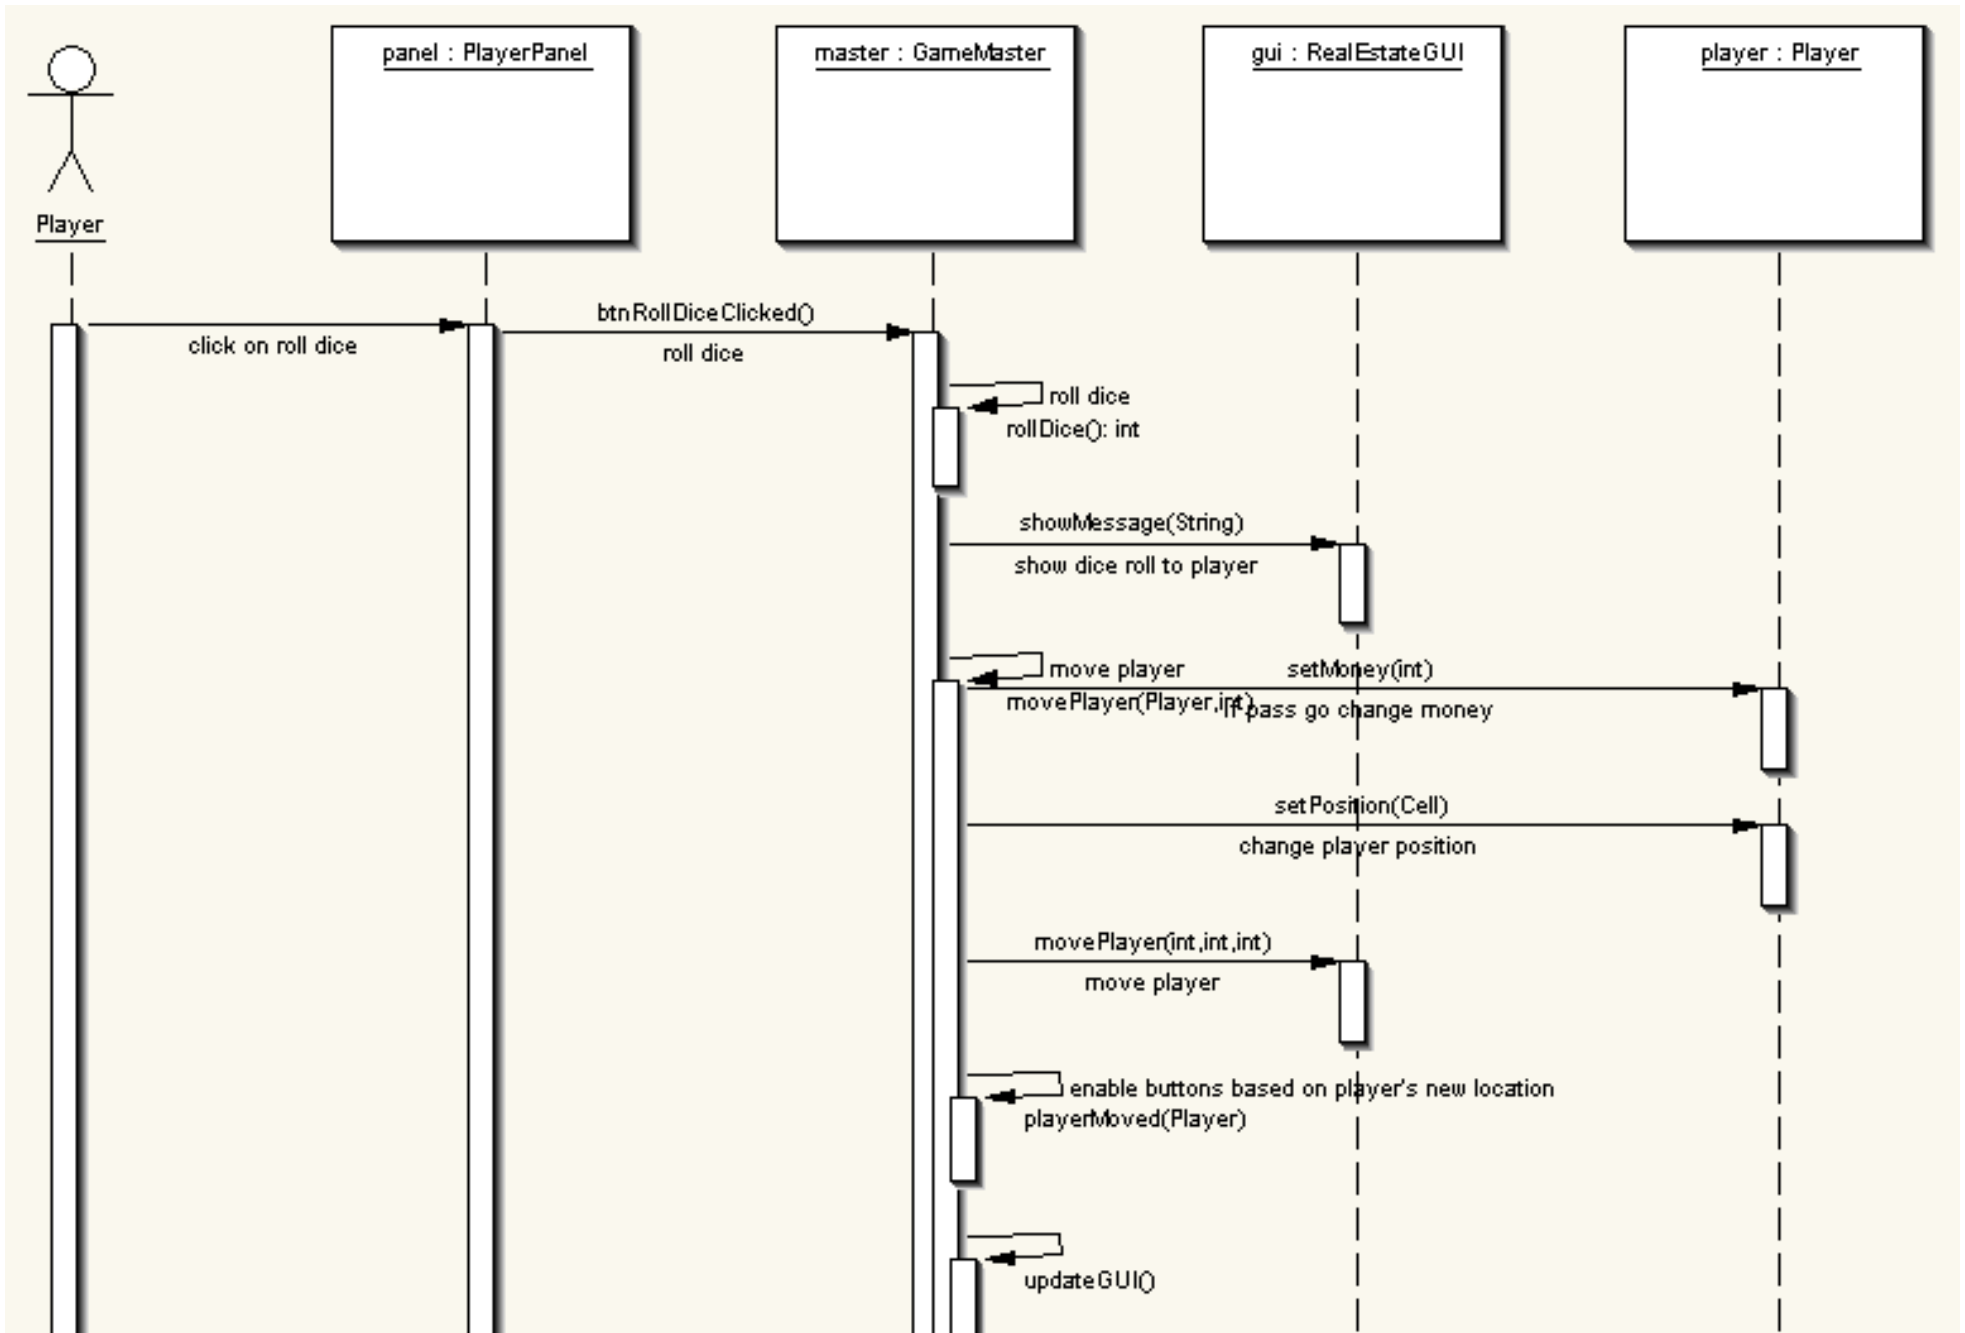 panel : PlayerPanel
master : GameMaster
gui : RealEstateGUI
player : Player
Player
btnRollDiceClicked()
click on roll dice
roll dice
roll dice
rollDice(): int
showMessage(String)
show dice roll to player
move player
setMoney(int)
movePlayer(Player,int)
if pass go change money
setPosition(Cell)
change player position
movePlayer(int,int,int)
move player
enable buttons based on player's new location
playerMoved(Player)
updateGUI()